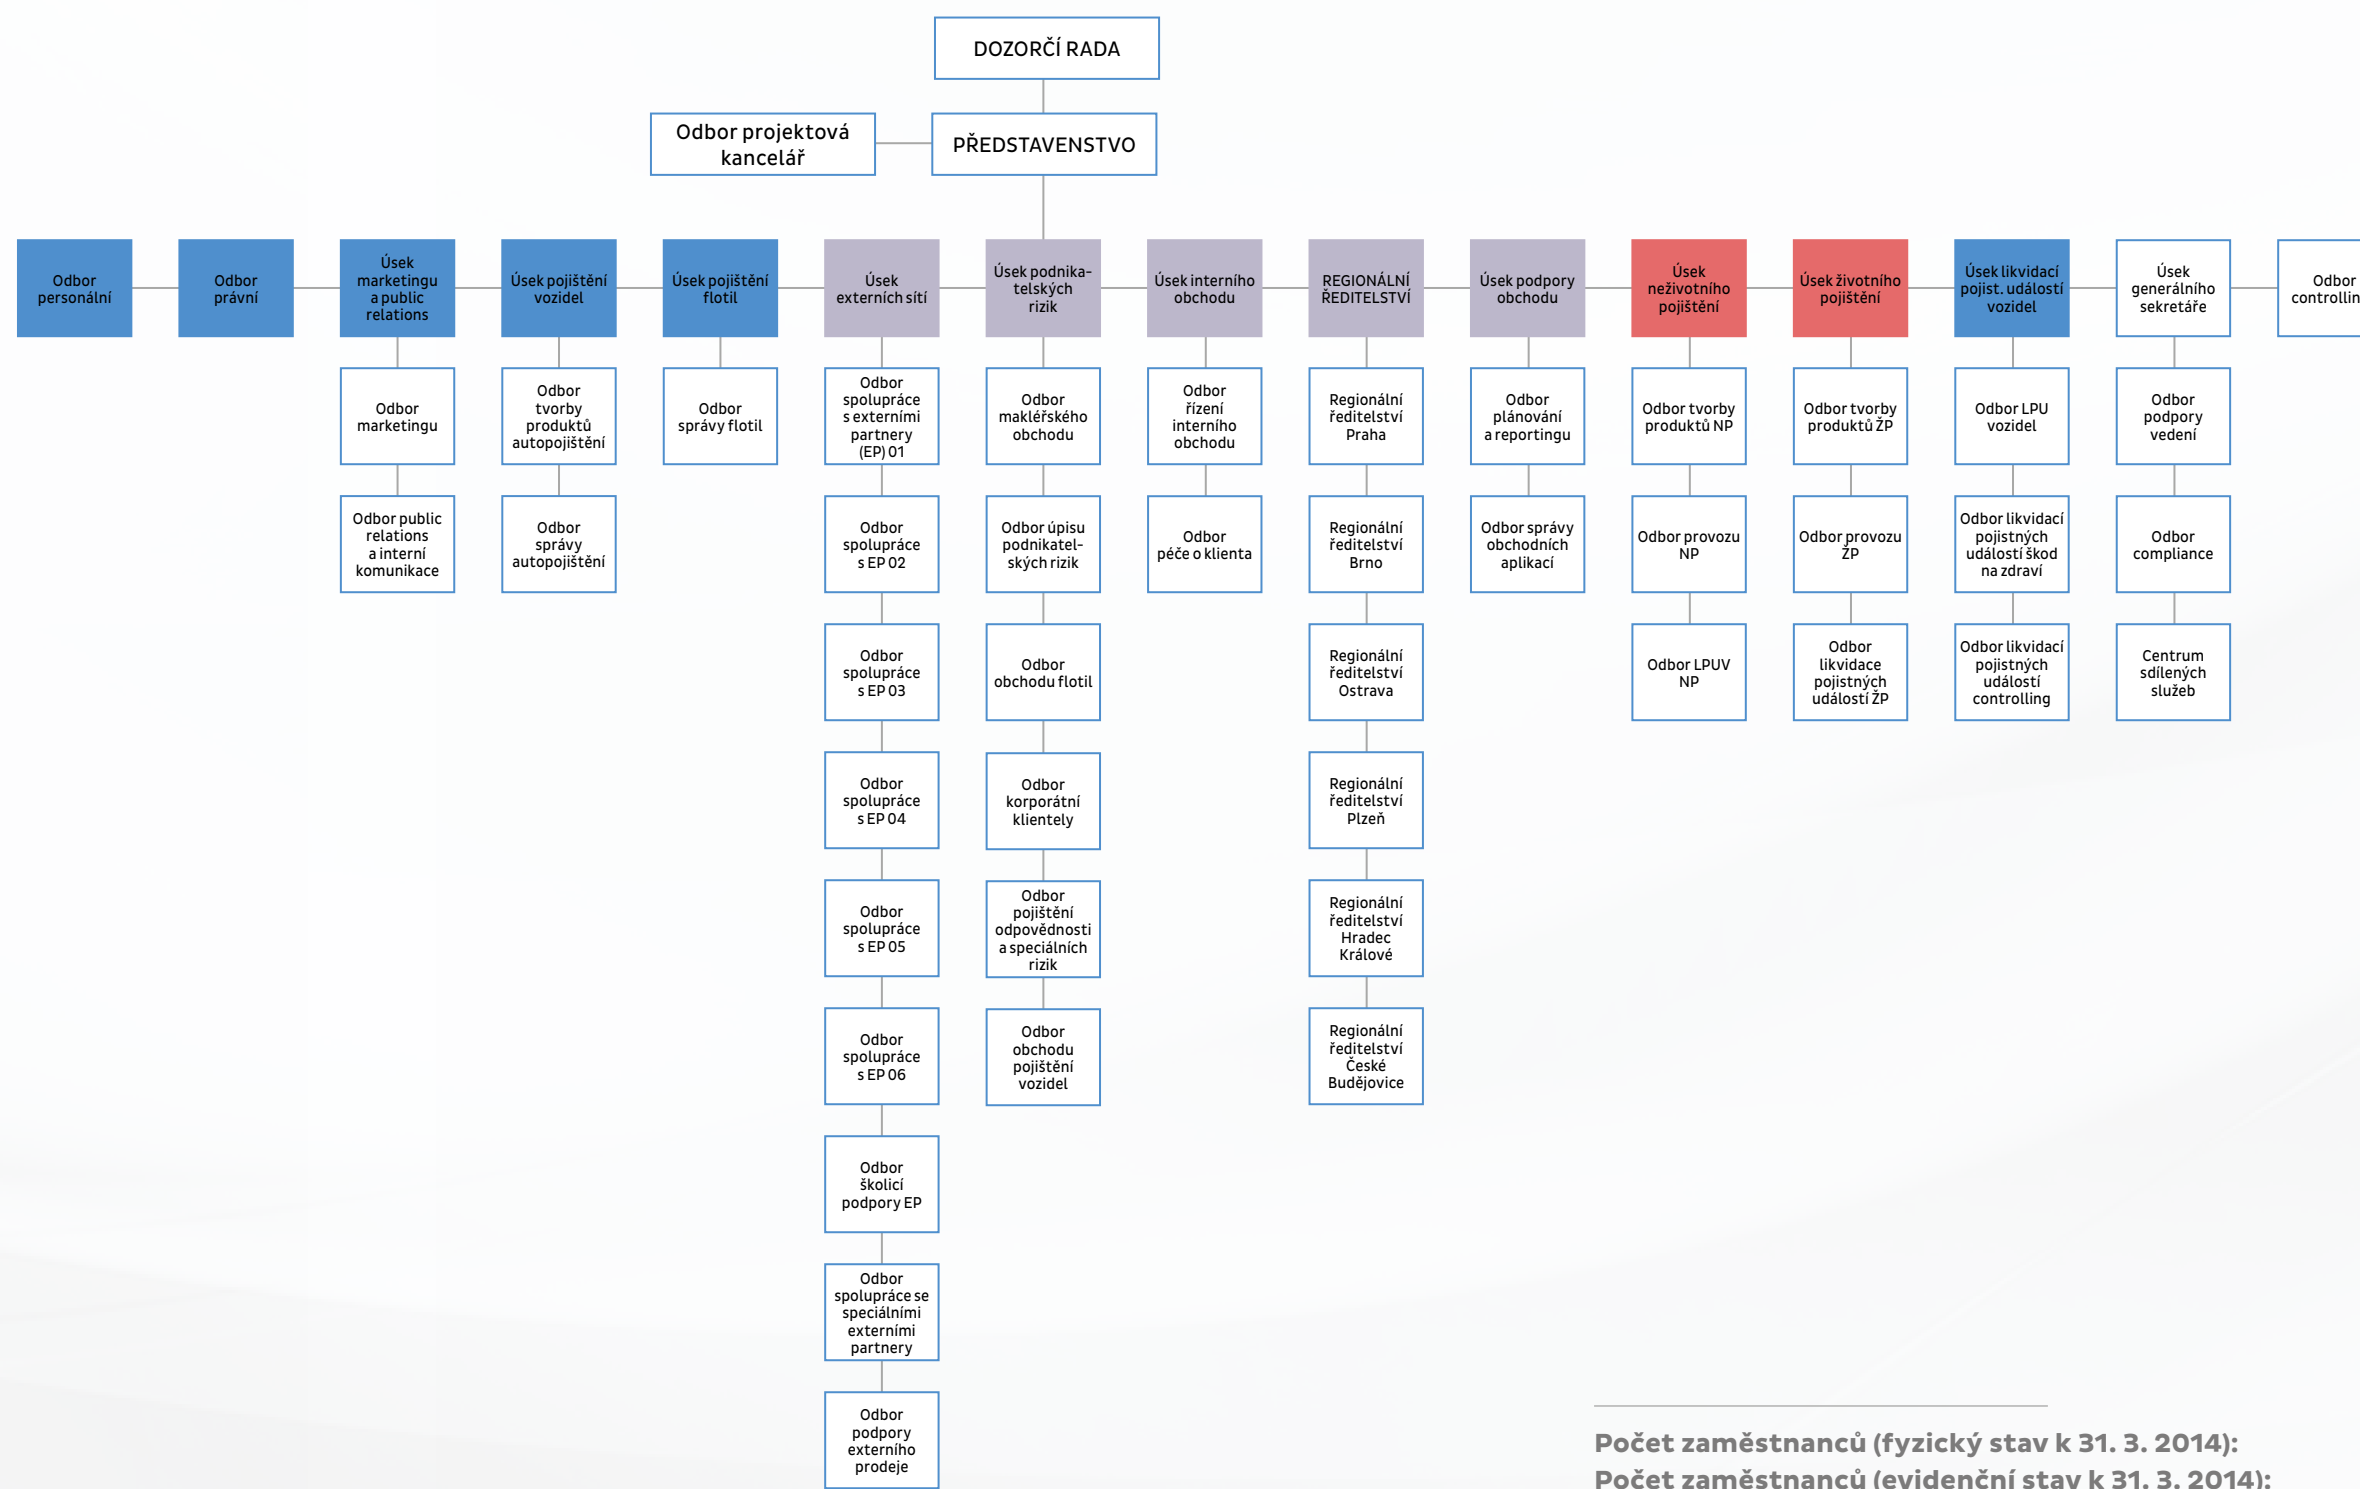 DOZORČÍ RADA
Odbor projektová
kancelář
PŘEDSTAVENSTVO
Odbor
personální
Odbor
právní
Úsek
marketingu
a public
relations
Úsek pojištění
vozidel
Úsek pojištění
flotil
Úsek
externích sítí
Úsek podnika-
telských
rizik
Úsek interního
obchodu
REGIONÁLNÍ
ŘEDITELSTVÍ
Úsek podpory
obchodu
Úsek
neživotního
pojištění
Úsek životního
pojištění
Úsek likvidací
pojist. událostí
vozidel
Úsek
generálního
sekretáře
Odbor
controllin
Odbor
marketingu
Odbor
tvorby
produktů
autopojištění
Odbor
správy flotil
Odbor
spolupráce
s externími
partnery
(EP) 01
Odbor
makléřského
obchodu
Odbor
řízení
interního
obchodu
Regionální
ředitelství
Praha
Odbor
plánování
a reportingu
Odbor tvorby
produktů NP
Odbor tvorby
produktů ŽP
Odbor LPU
vozidel
Odbor
podpory
vedení
Odbor public
relations
a interní
komunikace
Odbor
správy
autopojištění
Odbor
spolupráce
s EP 02
Odbor úpisu
podnikatel-
ských rizik
Odbor
péče o klienta
Regionální
ředitelství
Brno
Odbor správy
obchodních
aplikací
Odbor provozu
NP
Odbor provozu
ŽP
Odbor likvidací
pojistných
událostí škod
na zdraví
Odbor
compliance
Odbor
spolupráce
s EP 03
Odbor
obchodu flotil
Regionální
ředitelství
Ostrava
Odbor LPUV
NP
Odbor
likvidace
pojistných
událostí ŽP
Odbor likvidací
pojistných
událostí
controlling
Centrum
sdílených
služeb
Odbor
spolupráce
s EP 04
Odbor
korporátní
klientely
Regionální
ředitelství
Plzeň
Odbor
spolupráce
s EP 05
Odbor
pojištění
odpovědnosti
a speciálních
rizik
Regionální
ředitelství
Hradec
Králové
Odbor
spolupráce
s EP 06
Odbor
obchodu
pojištění
vozidel
Regionální
ředitelství
České
Budějovice
Odbor
školicí
podpory EP
Odbor
spolupráce se
speciálními
externími
partnery
Odbor
podpory
externího
prodeje
Počet zaměstnanců (fyzický stav k 31. 3. 2014):
Počet zaměstnanců (evidenční stav k 31. 3. 2014):